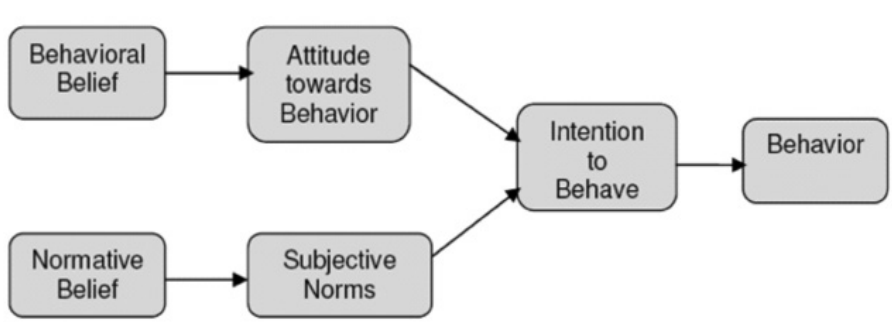 Behavioral
Belief
Attitude
towards
Behavior
Intention
to
Behave
Behavior
Normative
Belief
Subjective
Norms